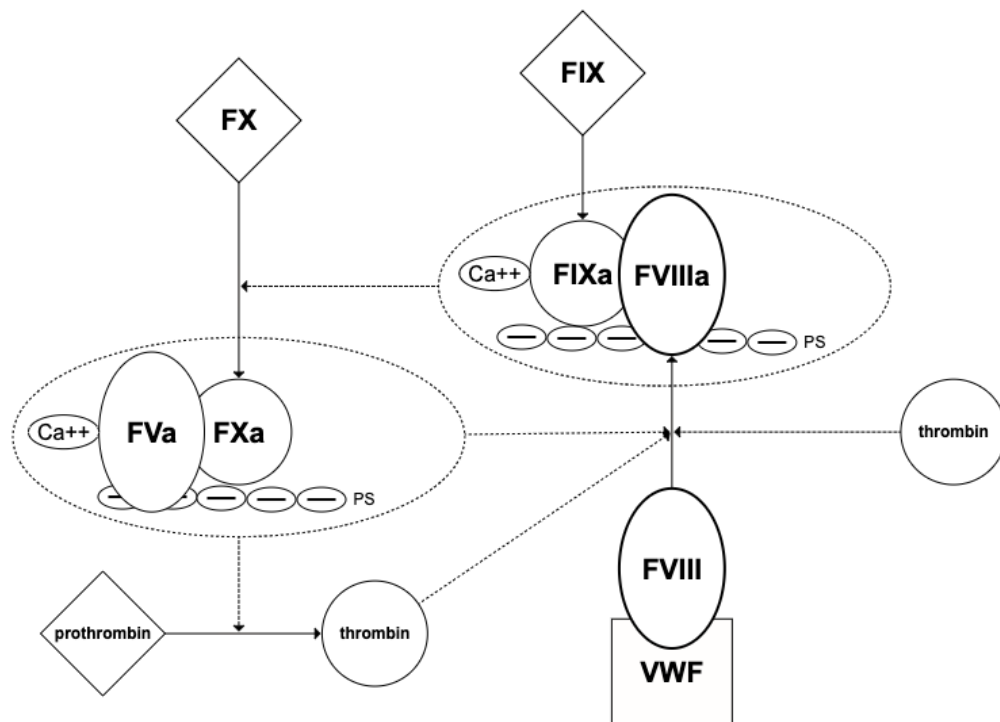 FIX
FX
Ca++
FIXa
FVIIIa
PS
Ca++
FVa
FXa
thrombin
PS
FVIII
prothrombin
thrombin
VWF